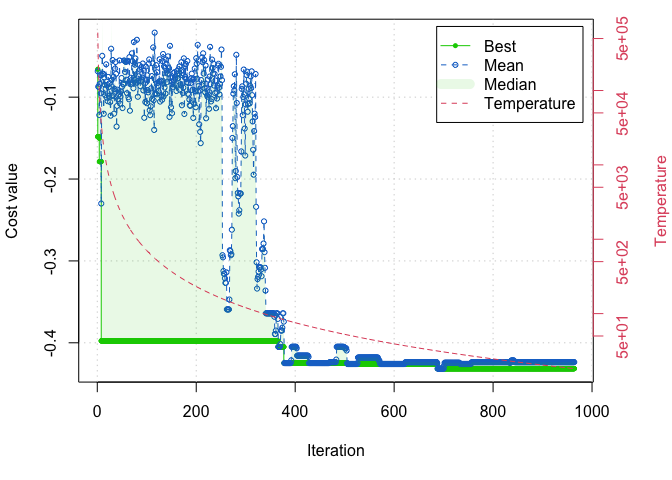 Best
Mean
Median
Temperature
-0.1
-0.2
-0.3
-0.4
Cost value
5e+05
5e+04
5e+03
5e+02
5e+01
Temperature
0 200 400 600 800 1000
Iteration